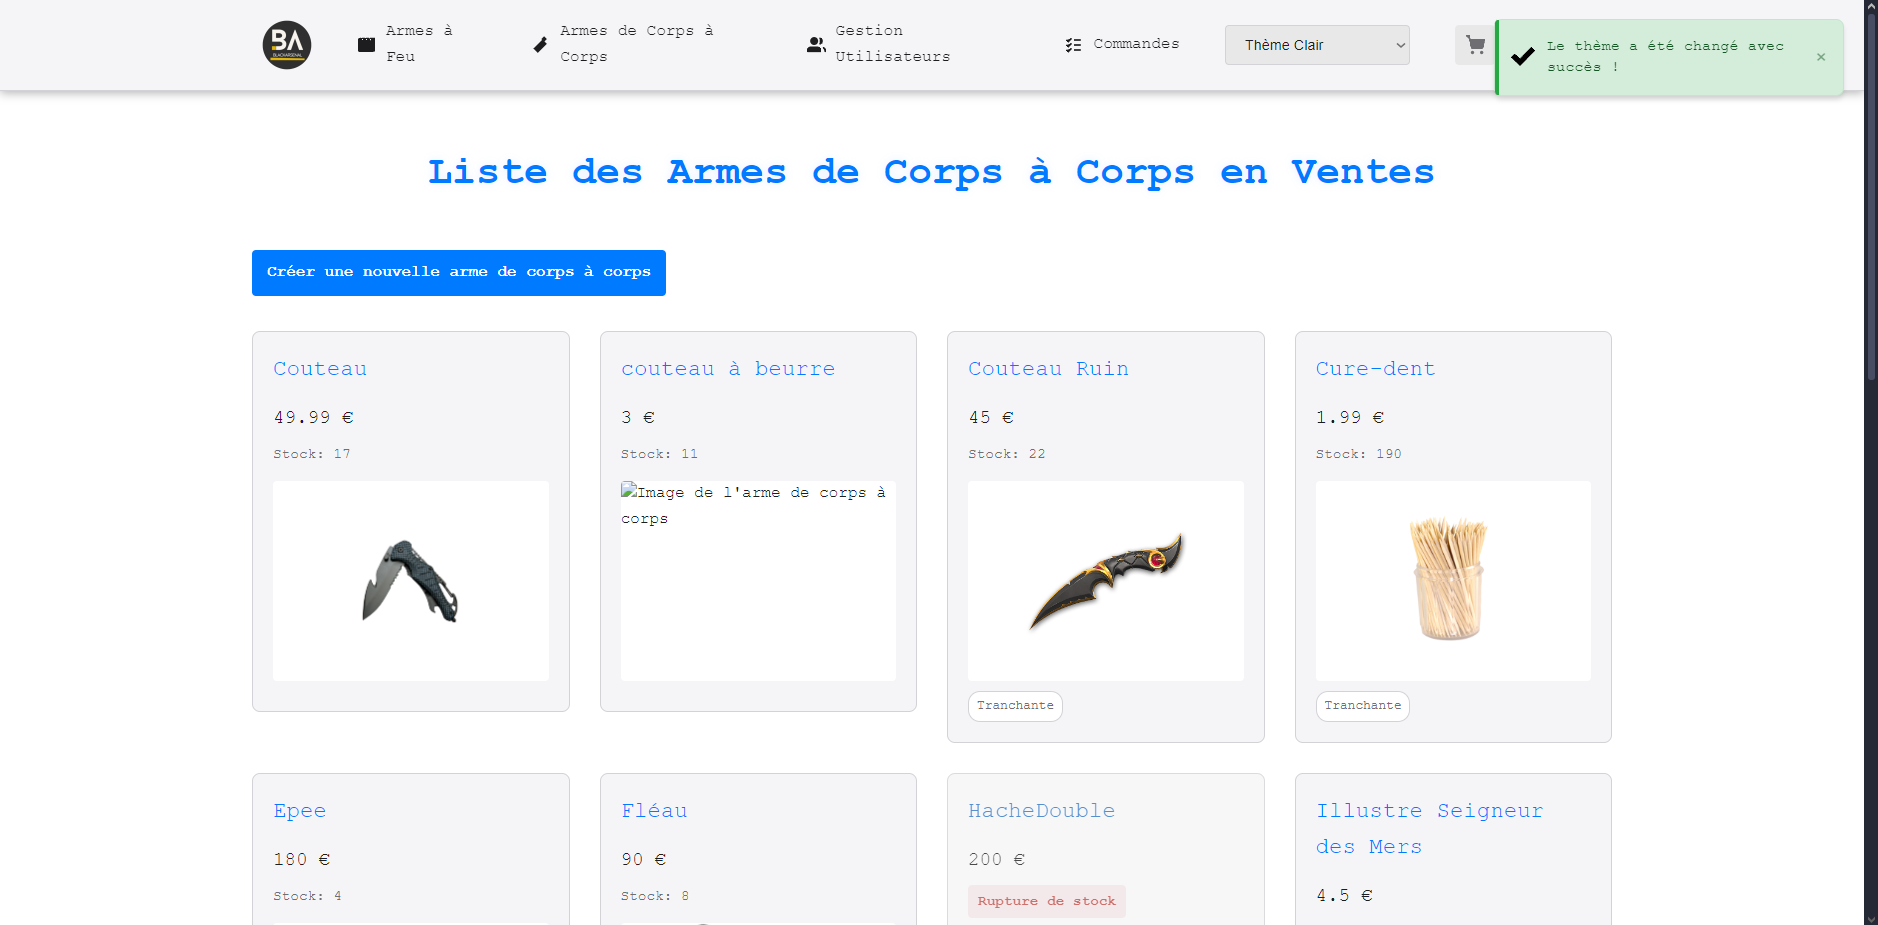 BA
BLACKARSENAL
Armes à
Feu
Armes de Corps à
Corps
Gestion
Utilisateurs
Commandes
Thème Clair
Le thème a été changé avec
succès !
×
Liste des Armes de Corps à Corps en Ventes
Créer une nouvelle arme de corps à corps
Couteau
49.99 €
Stock: 17
couteau à beurre
3 €
Stock: 11
Image de l'arme de corps à
corps
Couteau Ruin
45 €
Stock: 22
Tranchante
Cure-dent
1.99 €
Stock: 190
Tranchante
Epee
180 €
Stock: 4
Fléau
90 €
Stock: 8
HacheDouble
200 €
Rupture de stock
Illustre Seigneur
des Mers
4.5 €